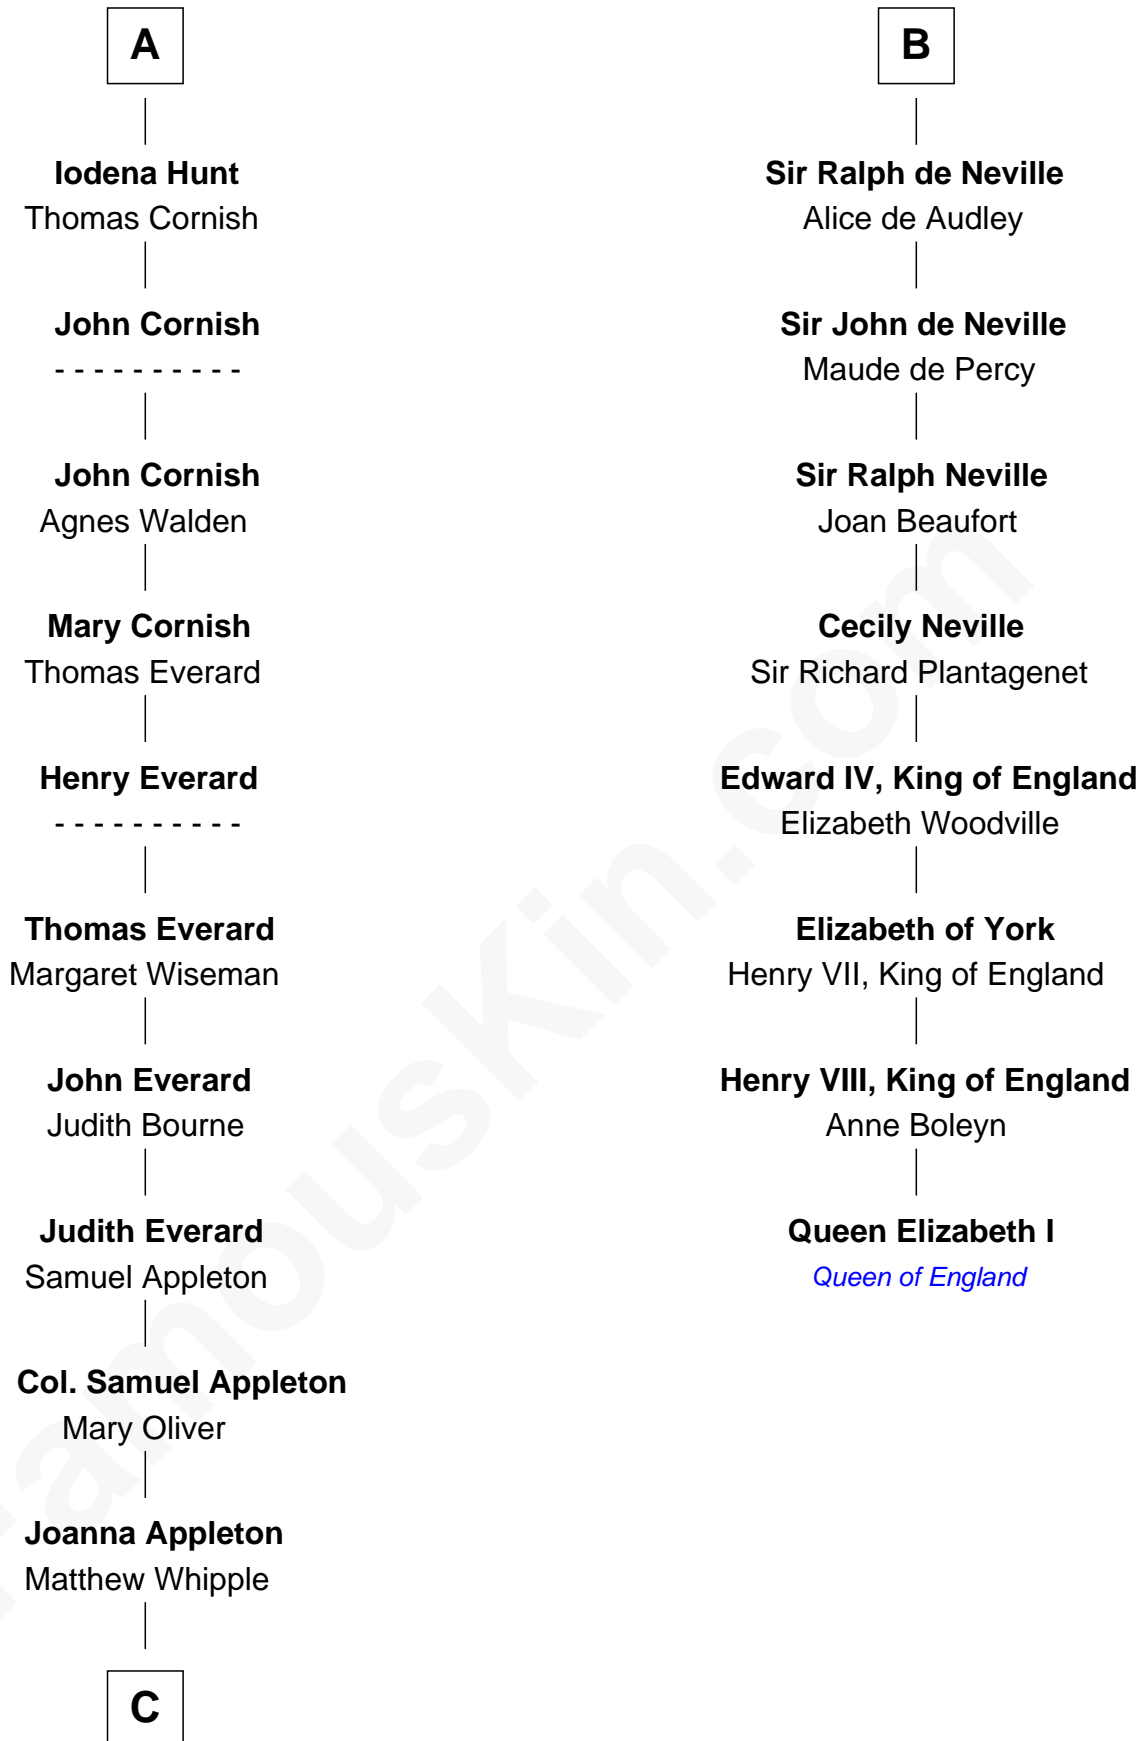 A
Iodena Hunt
Thomas Cornish
John Cornish
- - - - - - - - - -
John Cornish
Agnes Walden
Mary Cornish
Thomas Everard
Henry Everard
- - - - - - - - - -
Thomas Everard
Margaret Wiseman
John Everard
Judith Bourne
Judith Everard
Samuel Appleton
Col. Samuel Appleton
Mary Oliver
Joanna Appleton
Matthew Whipple
C
B
Sir Ralph de Neville
Alice de Audley
Sir John de Neville
Maude de Percy
Sir Ralph Neville
Joan Beaufort
Cecily Neville
Sir Richard Plantagenet
Edward IV, King of England
Elizabeth Woodville
Elizabeth of York
Henry VII, King of England
Henry VIII, King of England
Anne Boleyn
Queen Elizabeth I
Queen of England
FamousKin.com